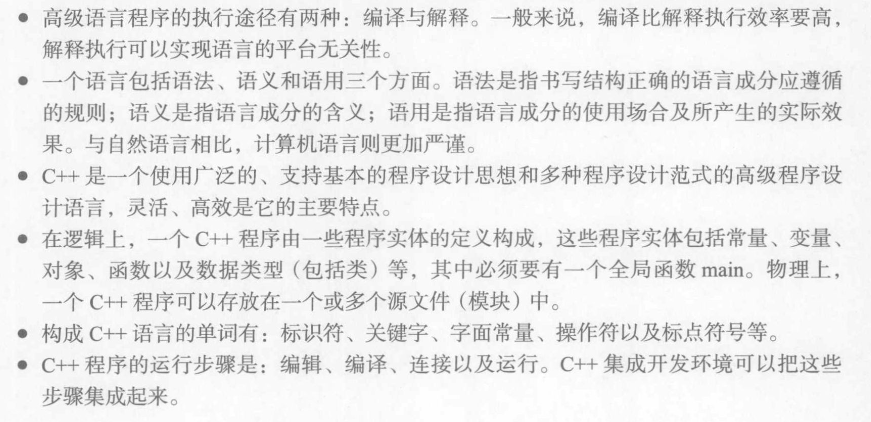 ● 高级语言程序的执行途径有两种：编译与解释。一般来说，编译比解释执行效率要高，
解释执行可以实现语言的平台无关性。
● 一个语言包括语法、语义和语用三个方面。语法是指书写结构正确的语言成分应遵循
的规则；语义是指语言成分的含义；语用是指语言成分的使用场合及所产生的实际效
果。与自然语言相比，计算机语言则更加严谨。
● C++ 是一个使用广泛的、支持基本的程序设计思想和多种程序设计范式的高级程序设
计语言，灵活、高效是它的主要特点。
● 在逻辑上，一个 C++ 程序由一些程序实体的定义构成，这些程序实体包括常量、变量、
对象、函数以及数据类型（包括类）等，其中必须要有一个全局函数 main。物理上，
一个 C++ 程序可以存放在一个或多个源文件（模块）中。
● 构成 C++ 语言的单词有：标识符、关键字、字面常量、操作符以及标点符号等。
● C++ 程序的运行步骤是：编辑、编译、连接以及运行。C++ 集成开发环境可以把这些
步骤集成起来。